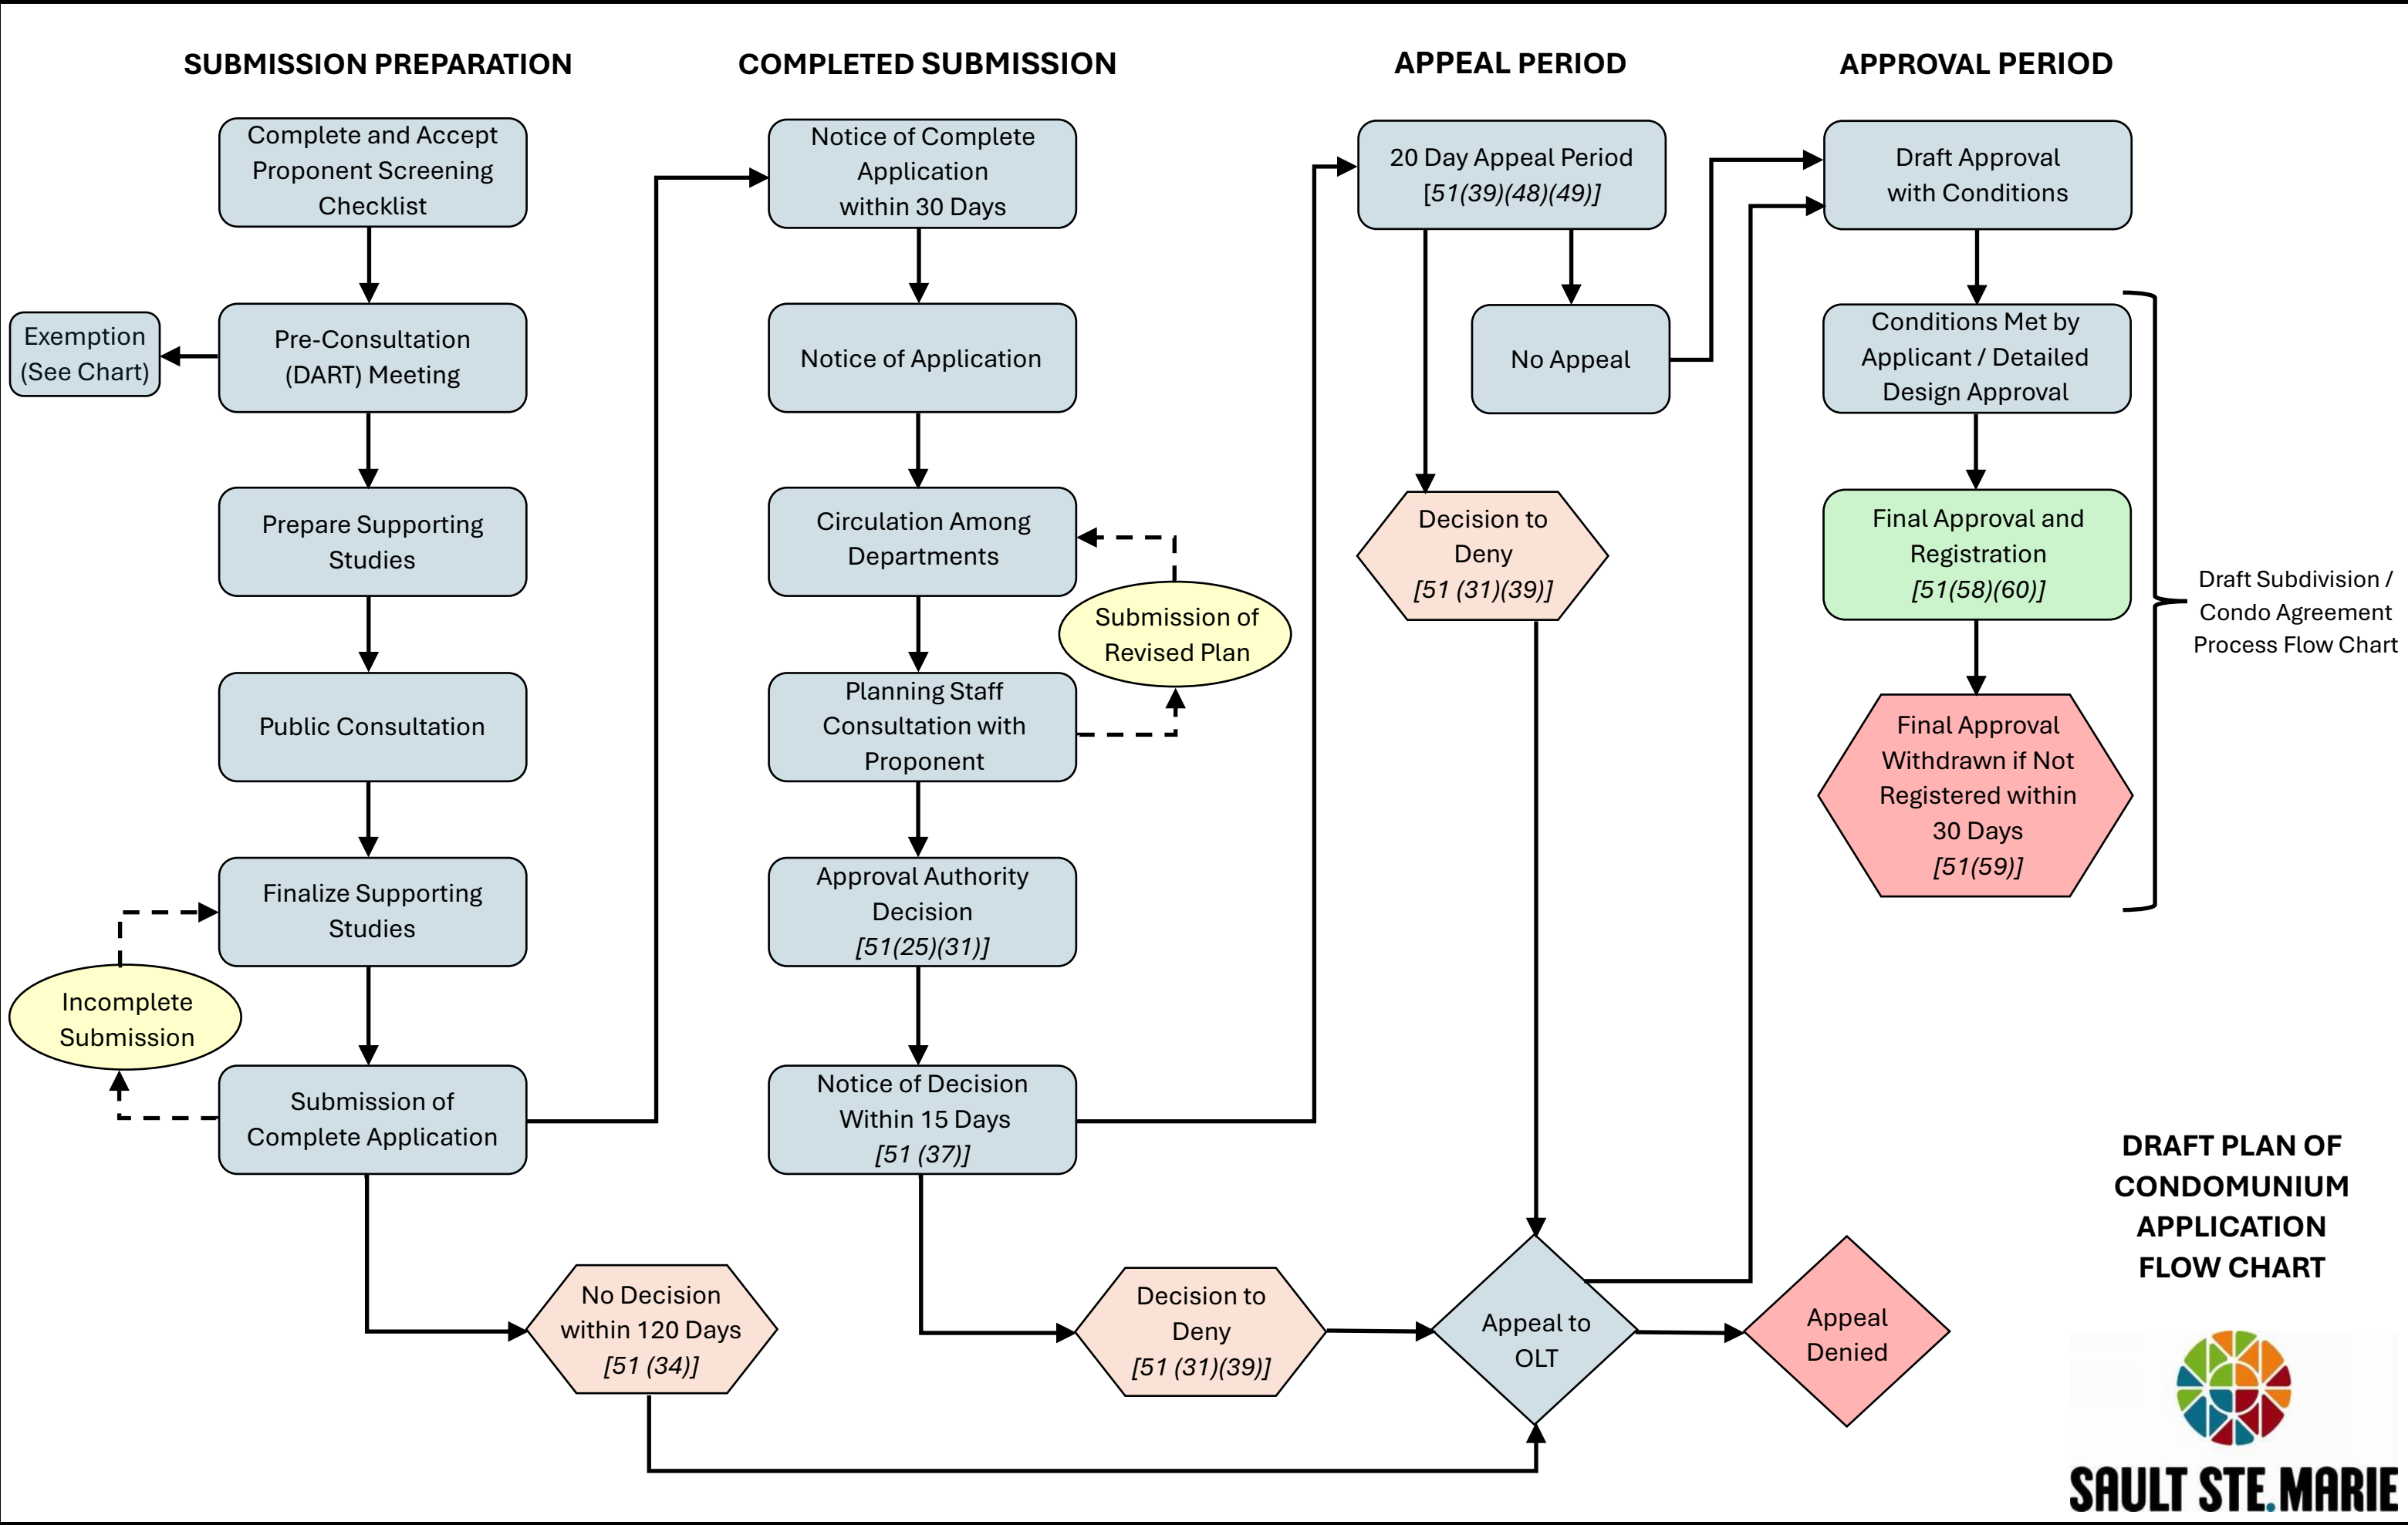 SUBMISSION PREPARATION
Complete and Accept
Proponent Screening
Checklist
Exemption
(See Chart)
Pre-Consultation
(DART) Meeting
Prepare Supporting
Studies
Public Consultation
Finalize Supporting
Studies
Incomplete
Submission
Submission of
Complete Application
No Decision
within 120 Days
[51 (34)]
COMPLETED SUBMISSION
Notice of Complete
Application
within 30 Days
Notice of Application
Circulation Among
Departments
Submission of
Revised Plan
Planning Staff
Consultation with
Proponent
Approval Authority
Decision
[51(25)(31)]
Notice of Decision
Within 15 Days
[51 (37)]
Decision to
Deny
[51 (31)(39)]
APPEAL PERIOD
20 Day Appeal Period
[51(39)(48)(49)]
No Appeal
Decision to
Deny
[51 (31)(39)]
Appeal to
OLT
Appeal
Denied
APPROVAL PERIOD
Draft Approval
with Conditions
Conditions Met by
Applicant / Detailed
Design Approval
Final Approval and
Registration
[51(58)(60)]
Final Approval
Withdrawn if Not
Registered within
30 Days
[51(59)]
Draft Subdivision /
Condo Agreement
Process Flow Chart
DRAFT PLAN OF
CONDOMUNIUM
APPLICATION
FLOW CHART
SAULT STE.MARIE